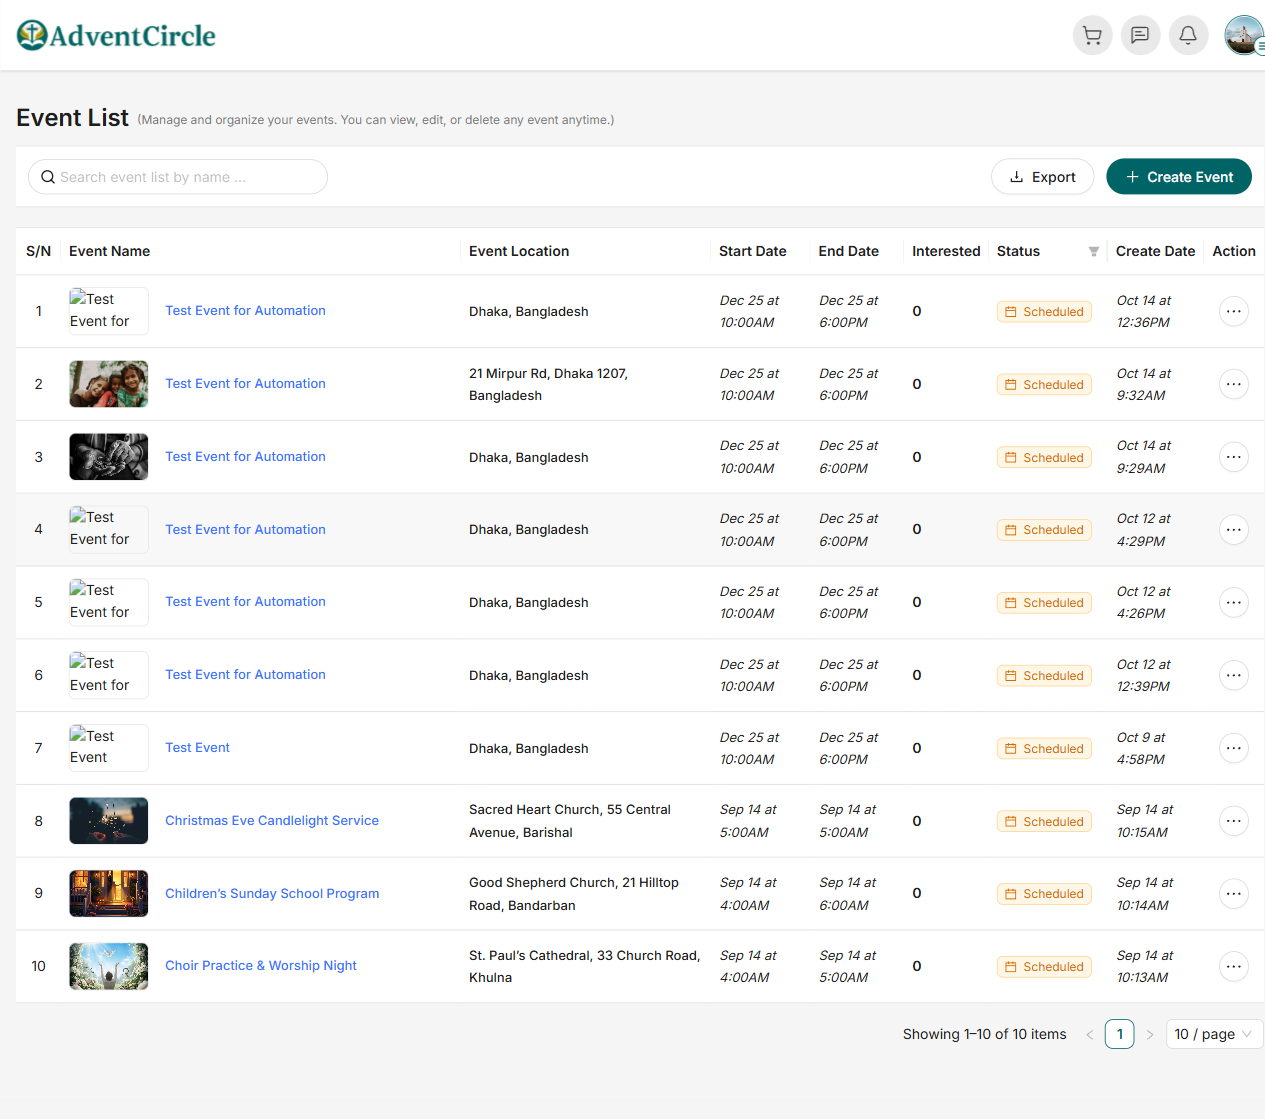 AdventCircle
Event List (Manage and organize your events. You can view, edit, or delete any event anytime.)
Search event list by name ...
Export
Create Event
S/N Event Name Event Location Start Date End Date Interested Status Create Date Action
1 Test Event for Test Event for Automation Dhaka, Bangladesh Dec 25 at 10:00AM Dec 25 at 6:00PM 0 Scheduled Oct 14 at 12:36PM
2 Test Event for Automation 21 Mirpur Rd, Dhaka 1207, Bangladesh Dec 25 at 10:00AM Dec 25 at 6:00PM 0 Scheduled Oct 14 at 9:32AM
3 Test Event for Automation Dhaka, Bangladesh Dec 25 at 10:00AM Dec 25 at 6:00PM 0 Scheduled Oct 14 at 9:29AM
4 Test Event for Test Event for Automation Dhaka, Bangladesh Dec 25 at 10:00AM Dec 25 at 6:00PM 0 Scheduled Oct 12 at 4:29PM
5 Test Event for Test Event for Automation Dhaka, Bangladesh Dec 25 at 10:00AM Dec 25 at 6:00PM 0 Scheduled Oct 12 at 4:26PM
6 Test Event for Test Event for Automation Dhaka, Bangladesh Dec 25 at 10:00AM Dec 25 at 6:00PM 0 Scheduled Oct 12 at 12:39PM
7 Test Event Test Event Dhaka, Bangladesh Dec 25 at 10:00AM Dec 25 at 6:00PM 0 Scheduled Oct 9 at 4:58PM
8 Christmas Eve Candlelight Service Sacred Heart Church, 55 Central Avenue, Barishal Sep 14 at 5:00AM Sep 14 at 5:00AM 0 Scheduled Sep 14 at 10:15AM
9 Children’s Sunday School Program Good Shepherd Church, 21 Hilltop Road, Bandarban Sep 14 at 4:00AM Sep 14 at 6:00AM 0 Scheduled Sep 14 at 10:14AM
10 Choir Practice & Worship Night St. Paul’s Cathedral, 33 Church Road, Khulna Sep 14 at 4:00AM Sep 14 at 5:00AM 0 Scheduled Sep 14 at 10:13AM
Showing 1–10 of 10 items < 1 > 10 / page